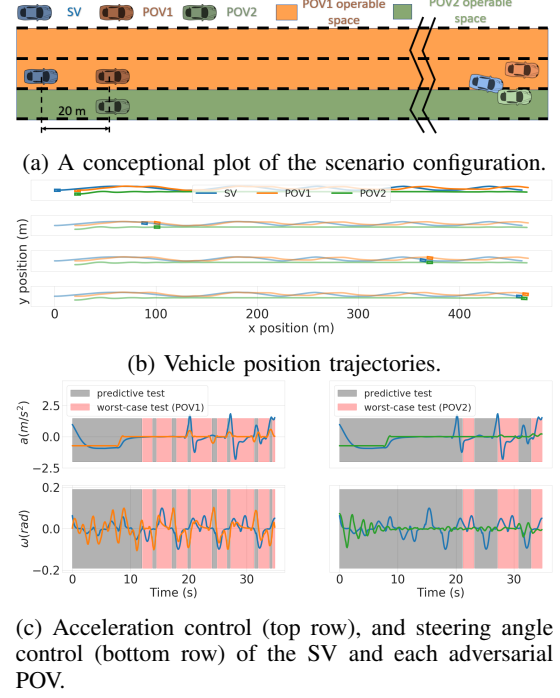 SV POV1 POV2 POV1 operable space POV2 operable space
20 m
(a) A conceptional plot of the scenario configuration.
SV POV1 POV2
y position (m)
0 100 200 300 400
x position (m)
(b) Vehicle position trajectories.
predictive test
worst-case test (POV1)
a(m/s²)
2.5
0.0
−2.5
predictive test
worst-case test (POV2)
ω(rad)
0.2
0.0
−0.2
0 10 20 30
Time (s)
0 10 20 30
Time (s)
(c) Acceleration control (top row), and steering angle
control (bottom row) of the SV and each adversarial
POV.